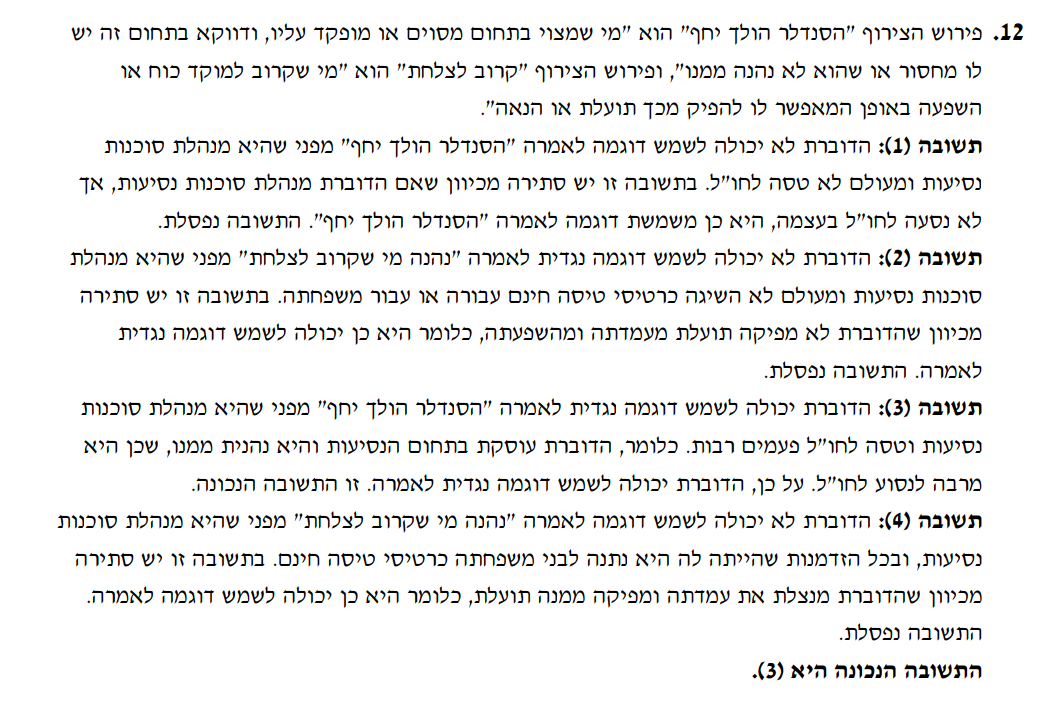 12. פירוש הצירוף "הסנדלר הולך יחף" הוא "מי שמצוי בתחום מסוים או מופקד עליו, ודווקא בתחום זה יש
לו מחסור או שהוא לא נהנה ממנו", ופירוש הצירוף "קרוב לצלחת" הוא "מי שקרוב למוקד כוח או
השפעה באופן המאפשר לו להפיק מכך תועלת או הנאה".
תשובה (1): הדוברת לא יכולה לשמש דוגמה לאמרה "הסנדלר הולך יחף" מפני שהיא מנהלת סוכנות
נסיעות ומעולם לא טסה לחו"ל. בתשובה זו יש סתירה מכיוון שאם הדוברת מנהלת סוכנות נסיעות, אך
לא נסעה לחו"ל בעצמה, היא כן משמשת דוגמה לאמרה "הסנדלר הולך יחף". התשובה נפסלת.
תשובה (2): הדוברת לא יכולה לשמש דוגמה נגדית לאמרה "נהנה מי שקרוב לצלחת" מפני שהיא מנהלת
סוכנות נסיעות ומעולם לא השיגה כרטיסי טיסה חינם עבורה או עבור משפחתה. בתשובה זו יש סתירה
מכיוון שהדוברת לא מפיקה תועלת מעמדתה ומהשפעתה, כלומר היא כן יכולה לשמש דוגמה נגדית
לאמרה. התשובה נפסלת.
תשובה (3): הדוברת יכולה לשמש דוגמה נגדית לאמרה "הסנדלר הולך יחף" מפני שהיא מנהלת סוכנות
נסיעות וטסה לחו"ל פעמים רבות. כלומר, הדוברת עוסקת בתחום הנסיעות והיא נהנית ממנו, שכן היא
מרבה לנסוע לחו"ל. על כן, הדוברת יכולה לשמש דוגמה נגדית לאמרה. זו התשובה הנכונה.
תשובה (4): הדוברת לא יכולה לשמש דוגמה לאמרה "נהנה מי שקרוב לצלחת" מפני שהיא מנהלת סוכנות
נסיעות, ובכל הזדמנות שהייתה לה היא נתנה לבני משפחתה כרטיסי טיסה חינם. בתשובה זו יש סתירה
מכיוון שהדוברת מנצלת את עמדתה ומפיקה ממנה תועלת, כלומר היא כן יכולה לשמש דוגמה לאמרה.
התשובה נפסלת.
התשובה הנכונה היא (3).